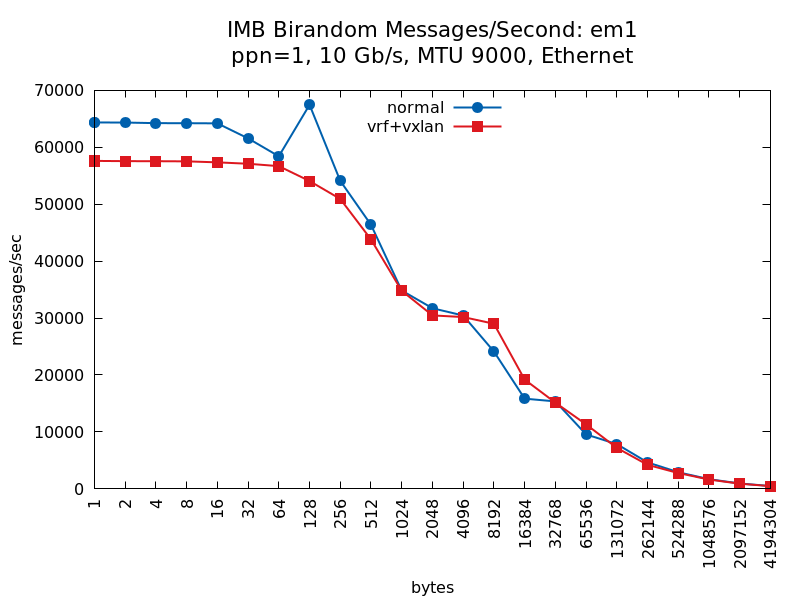 IMB Birandom Messages/Second: em1
ppn=1, 10 Gb/s, MTU 9000, Ethernet
normal
vrf+vxlan
messages/sec
70000
60000
50000
40000
30000
20000
10000
0
1 2 4 8 16 32 64 128 256 512 1024 2048 4096 8192 16384 32768 65536 131072 262144 524288 1048576 2097152 4194304
bytes